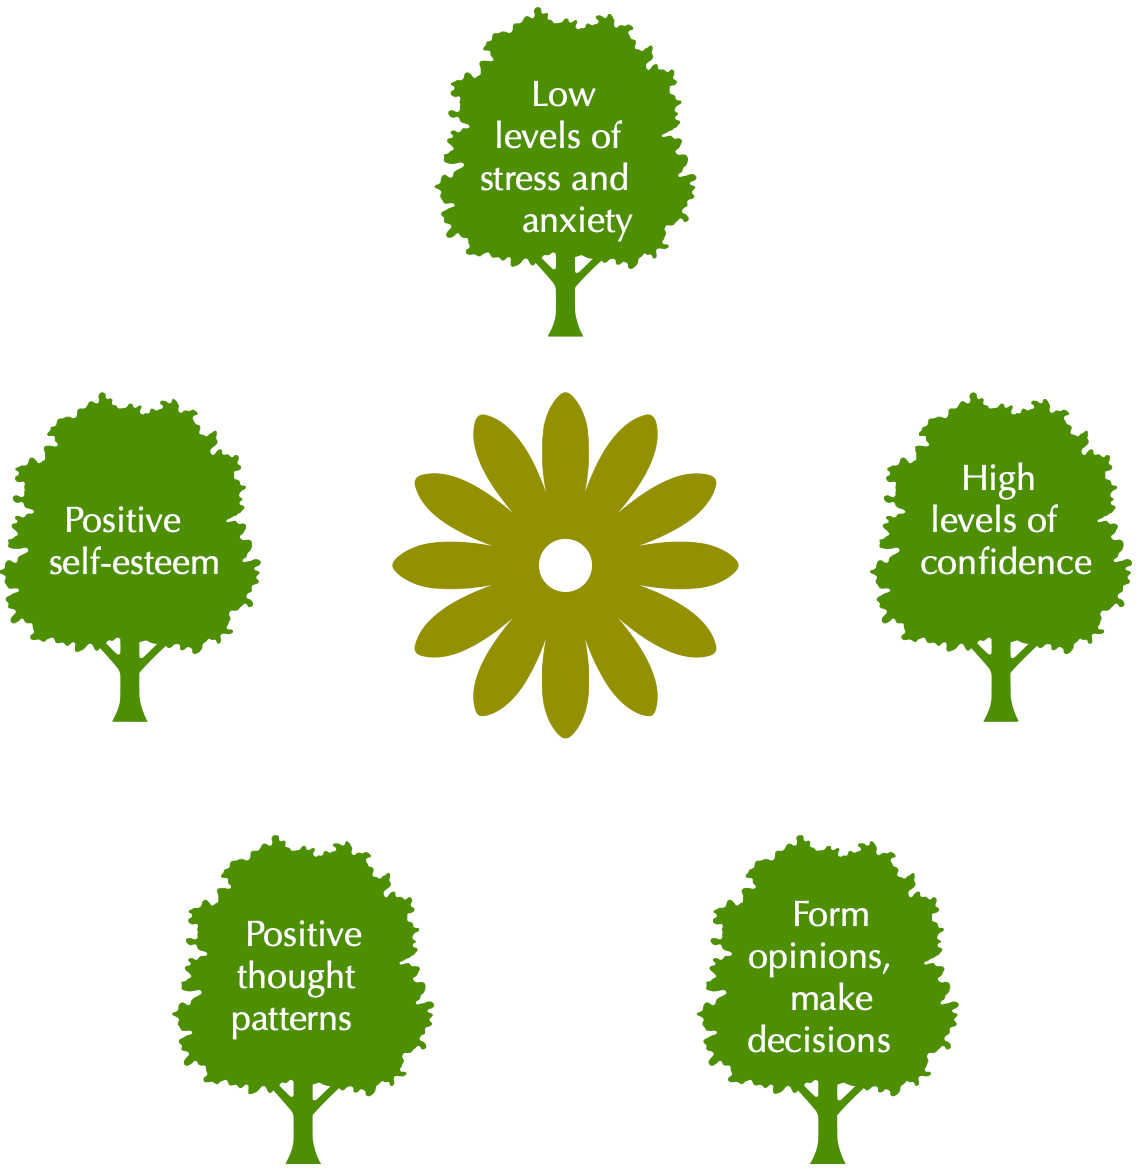 Low
levels of
stress and
anxiety
Positive
self-esteem
High
levels of
confidence
Positive
thought
patterns
Form
opinions,
make
decisions